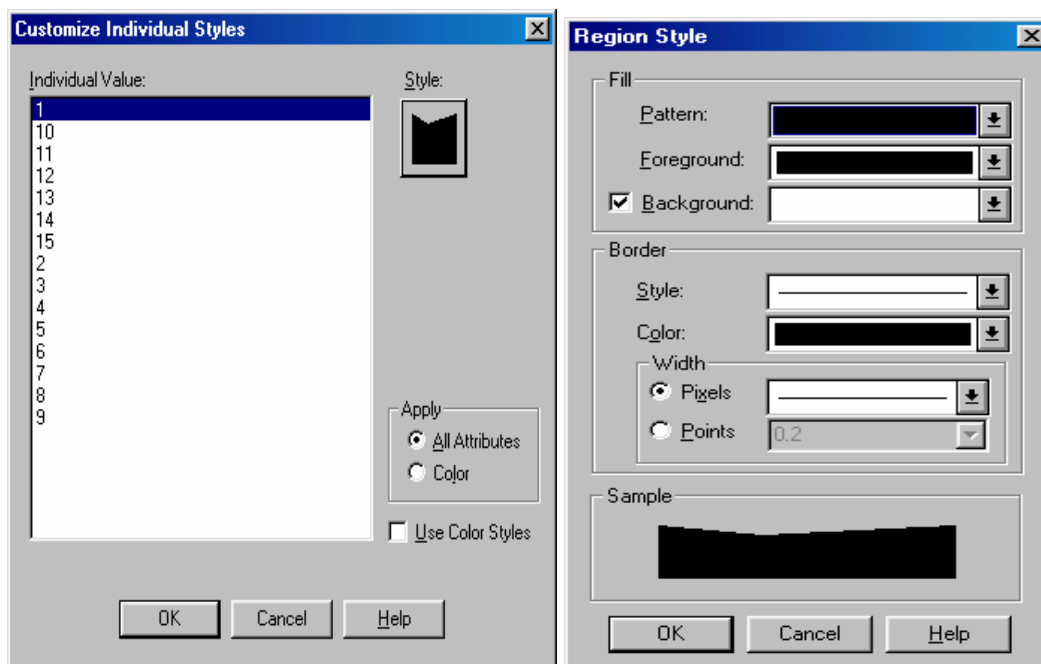 Customize Individual Styles
Individual Value:
1
10
11
12
13
14
15
2
3
4
5
6
7
8
9
Style:
Apply
All Attributes
Color
Use Color Styles
OK
Cancel
Help
Region Style
Fill
Pattern:
Foreground:
Background:
Border
Style:
Color:
Width
Pixels
Points
0.2
Sample
OK
Cancel
Help